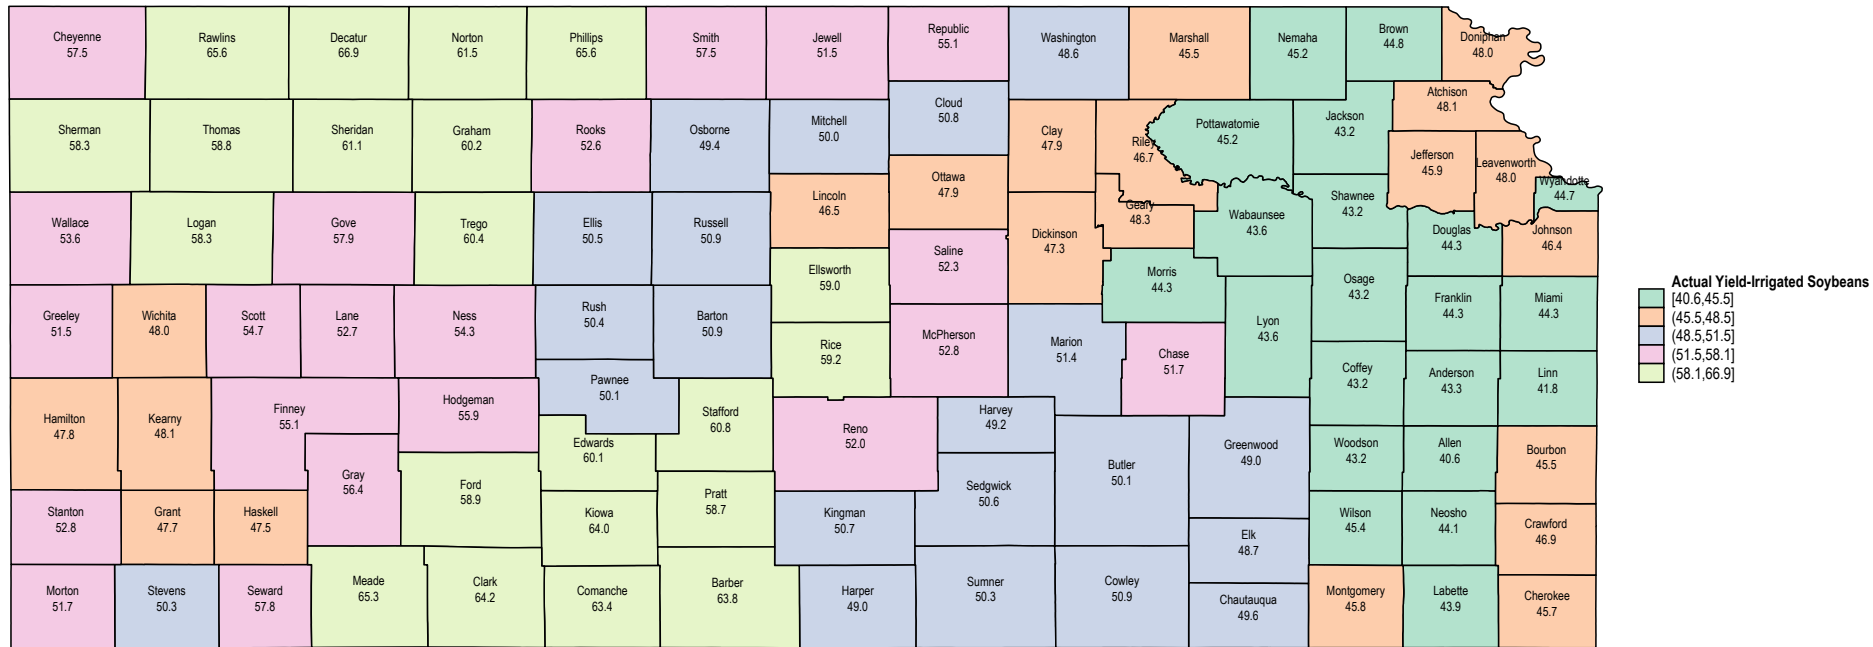 Cheyenne
57.5
Rawlins
65.6
Decatur
66.9
Norton
61.5
Phillips
65.6
Smith
57.5
Jewell
51.5
Republic
55.1
Washington
48.6
Marshall
45.5
Nemaha
45.2
Brown
44.8
Doniphan
48.0
Atchison
48.1
Sherman
58.3
Thomas
58.8
Sheridan
61.1
Graham
60.2
Rooks
52.6
Osborne
49.4
Mitchell
50.0
Cloud
50.8
Clay
47.9
Riley
46.7
Pottawatomie
45.2
Jackson
43.2
Jefferson
45.9
Leavenworth
48.0
Wyandotte
44.7
Wallace
53.6
Logan
58.3
Gove
57.9
Trego
60.4
Ellis
50.5
Russell
50.9
Lincoln
46.5
Ottawa
47.9
Saline
52.3
Dickinson
47.3
Geary
48.3
Wabaunsee
43.6
Shawnee
43.2
Douglas
44.3
Johnson
46.4
Ellsworth
59.0
Morris
44.3
Osage
43.2
Franklin
44.3
Miami
44.3
Greeley
51.5
Wichita
48.0
Scott
54.7
Lane
52.7
Ness
54.3
Rush
50.4
Barton
50.9
Rice
59.2
McPherson
52.8
Marion
51.4
Chase
51.7
Lyon
43.6
Coffey
43.2
Anderson
43.3
Linn
41.8
Hamilton
47.8
Kearny
48.1
Finney
55.1
Hodgeman
55.9
Pawnee
50.1
Stafford
60.8
Edwards
60.1
Reno
52.0
Harvey
49.2
Butler
50.1
Greenwood
49.0
Woodson
43.2
Allen
40.6
Bourbon
45.5
Gray
56.4
Ford
58.9
Kiowa
64.0
Pratt
58.7
Kingman
50.7
Sedgwick
50.6
Elk
48.7
Wilson
45.4
Neosho
44.1
Crawford
46.9
Stanton
52.8
Grant
47.7
Haskell
47.5
Morton
51.7
Stevens
50.3
Seward
57.8
Meade
65.3
Clark
64.2
Comanche
63.4
Barber
63.8
Harper
49.0
Sumner
50.3
Cowley
50.9
Chautauqua
49.6
Montgomery
45.8
Labette
43.9
Cherokee
45.7
Actual Yield-Irrigated Soybeans
[40.6,45.5]
(45.5,48.5]
(48.5,51.5]
(51.5,58.1]
(58.1,66.9]